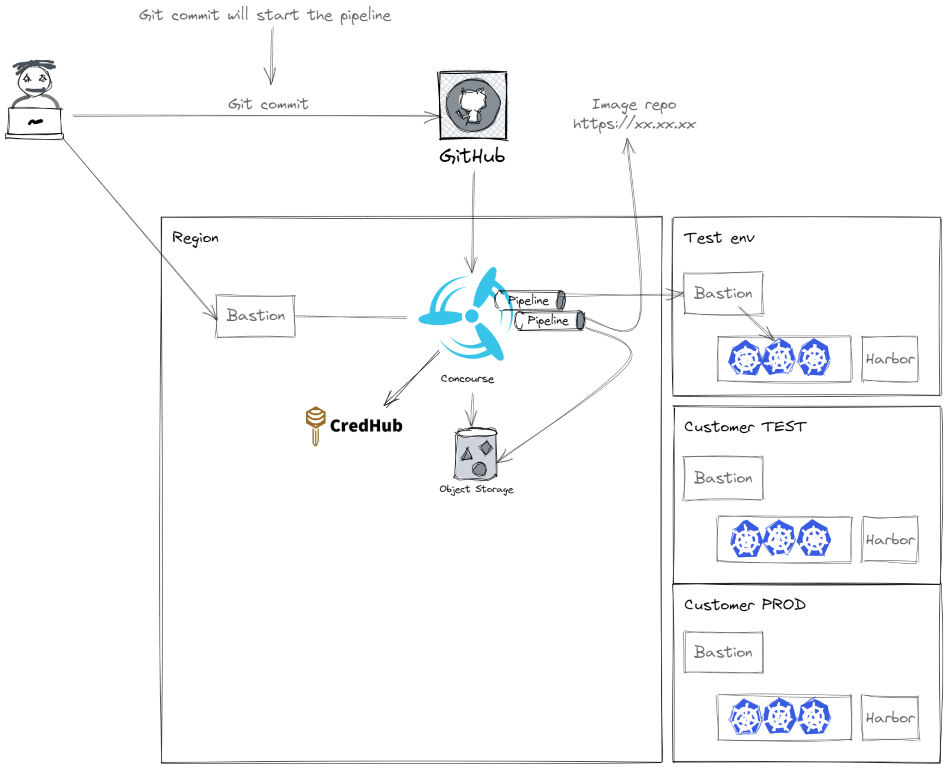 Git commit will start the pipeline
Git commit
Image repo
https://xx.xx.xx
~
GitHub
Region
Test env
Bastion
Pipeline
Bastion
Pipeline
Harbor
Concourse
CredHub
Customer TEST
Bastion
Object Storage
Harbor
Customer PROD
Bastion
Harbor